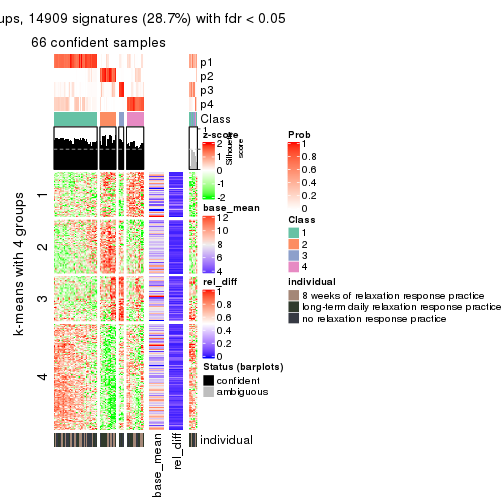 ups, 14909 signatures (28.7%) with fdr < 0.05
66 confident samples
p1
p2
p3
p4
Class
1
Silhouette
score
z-score
2
1
0
-1
-2
base_mean
12
10
8
6
4
rel_diff
1
0.8
0.6
0.4
0.2
0
Status (barplots)
confident
ambiguous
Prob
1
0.8
0.6
0.4
0.2
0
Class
1
2
3
4
individual
8 weeks of relaxation response practice
long-term daily relaxation response practice
no relaxation response practice
k-means with 4 groups
1
2
3
4
individual
base_mean
rel_diff